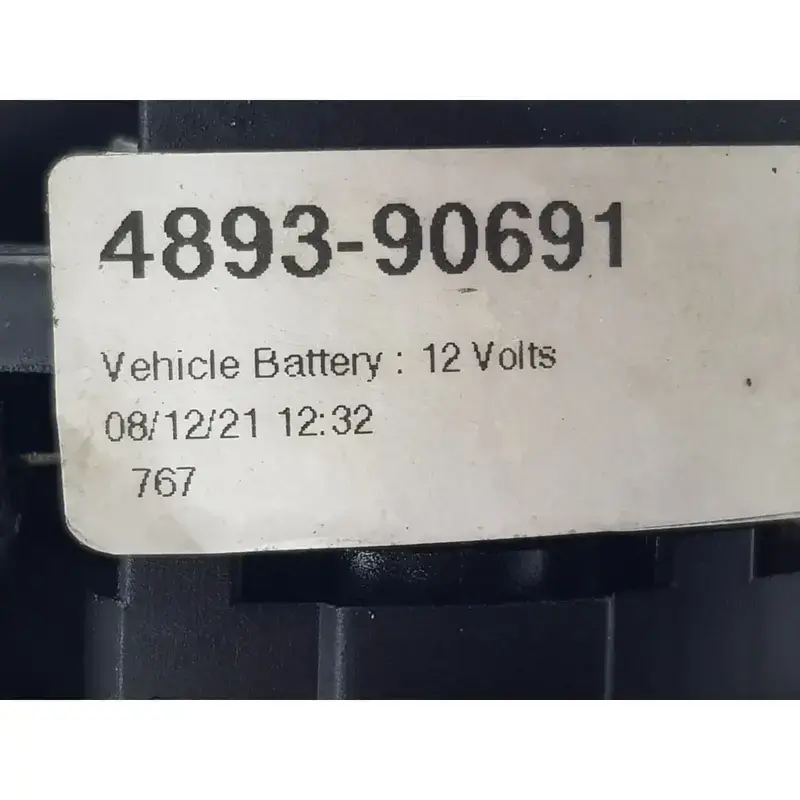 4893-90691
Vehicle Battery : 12 Volts
08/12/21 12:32
767